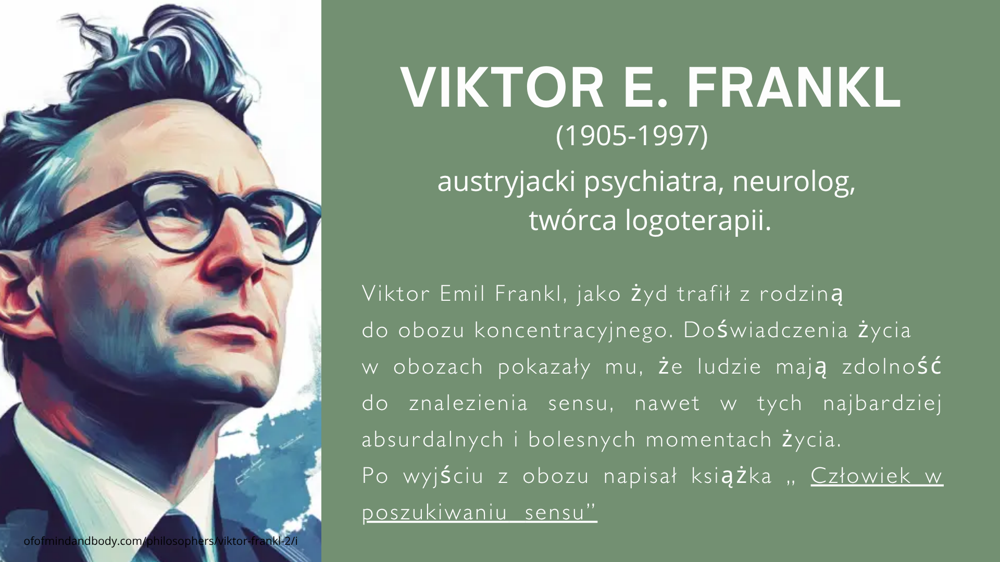 VIKTOR E. FRANKL
(1905-1997)
austryjacki psychiatra, neurolog,
twórca logoterapii.
Viktor Emil Frankl, jako żyd trafił z rodziną
do obozu koncentracyjnego. Doświadczenia życia
w obozach pokazały mu, że ludzie mają zdolność
do znalezienia sensu, nawet w tych najbardziej
absurdalnych i bolesnych momentach życia.
Po wyjściu z obozu napisał książka „ Człowiek w
poszukiwaniu sensu”
ofofmindandbody.com/philosophers/viktor-frankl-2/i